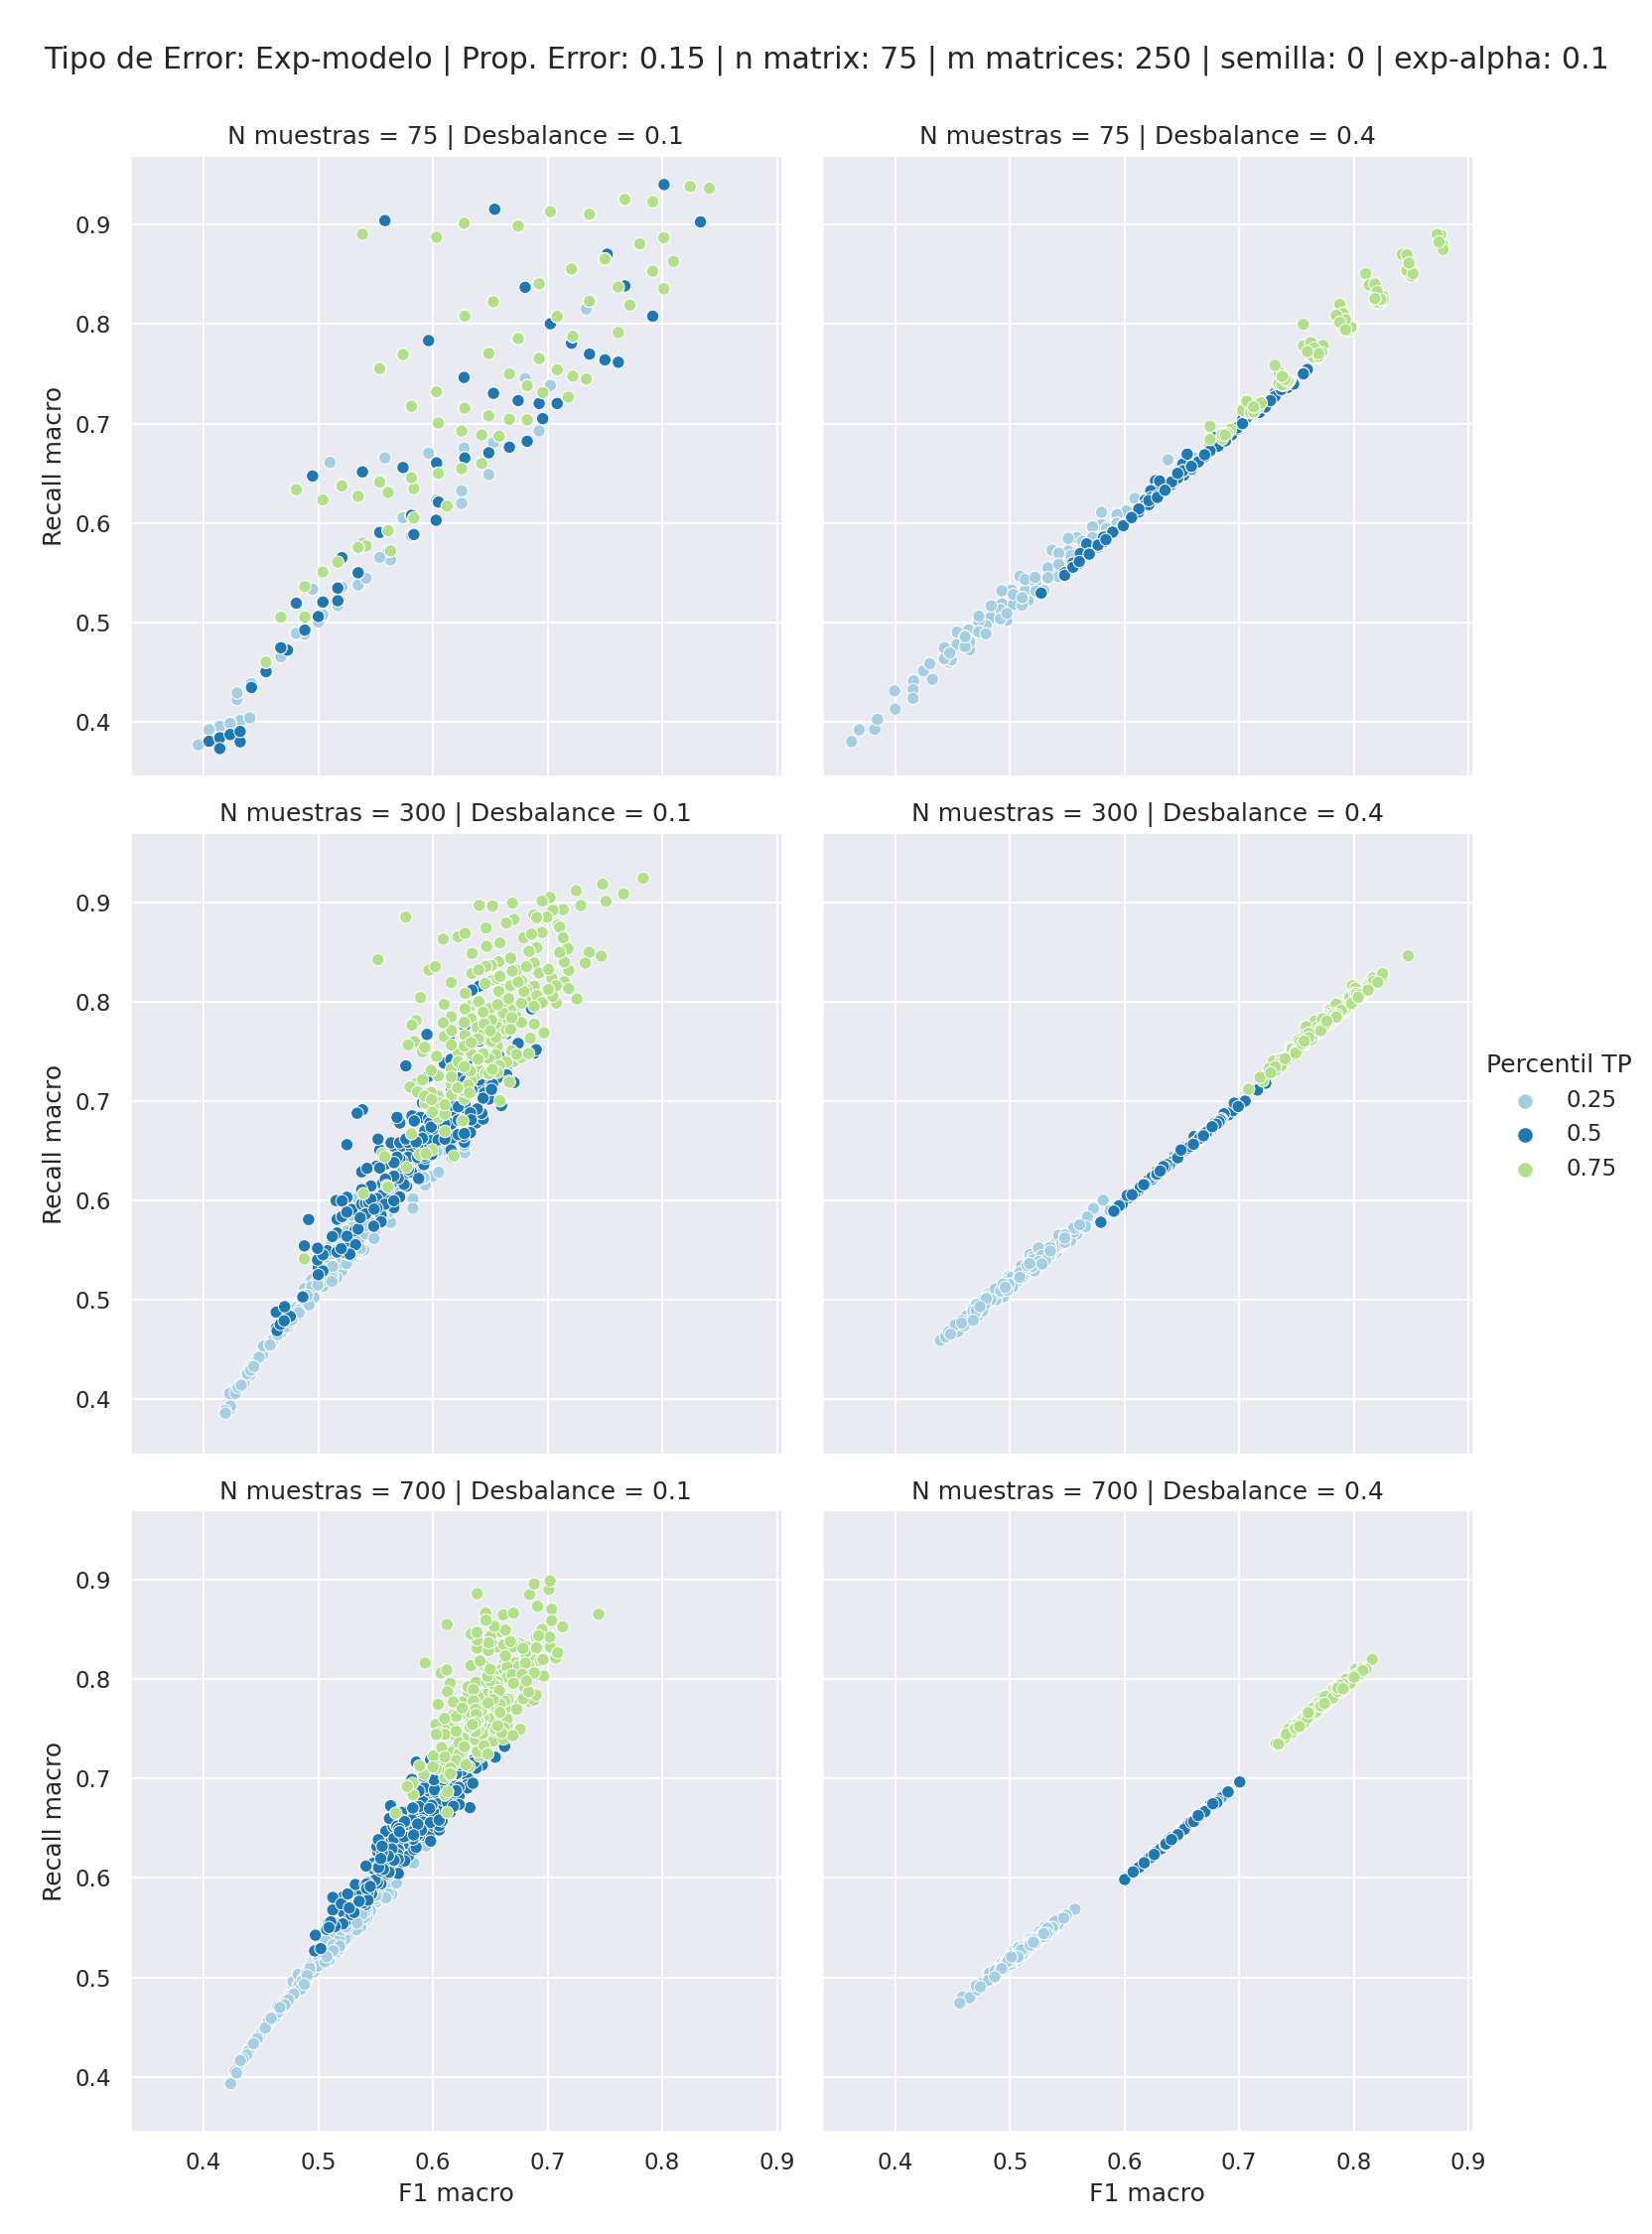 Tipo de Error: Exp-modelo | Prop. Error: 0.15 | n matrix: 75 | m matrices: 250 | semilla: 0 | exp-alpha: 0.1
N muestras = 75 | Desbalance = 0.1
N muestras = 75 | Desbalance = 0.4
0.9
0.8
0.7
0.6
0.5
0.4
Recall macro
N muestras = 300 | Desbalance = 0.1
N muestras = 300 | Desbalance = 0.4
0.9
0.8
0.7
0.6
0.5
0.4
Recall macro
Percentil TP
0.25
0.5
0.75
N muestras = 700 | Desbalance = 0.1
N muestras = 700 | Desbalance = 0.4
0.9
0.8
0.7
0.6
0.5
0.4
Recall macro
0.4 0.5 0.6 0.7 0.8 0.9
F1 macro
0.4 0.5 0.6 0.7 0.8 0.9
F1 macro